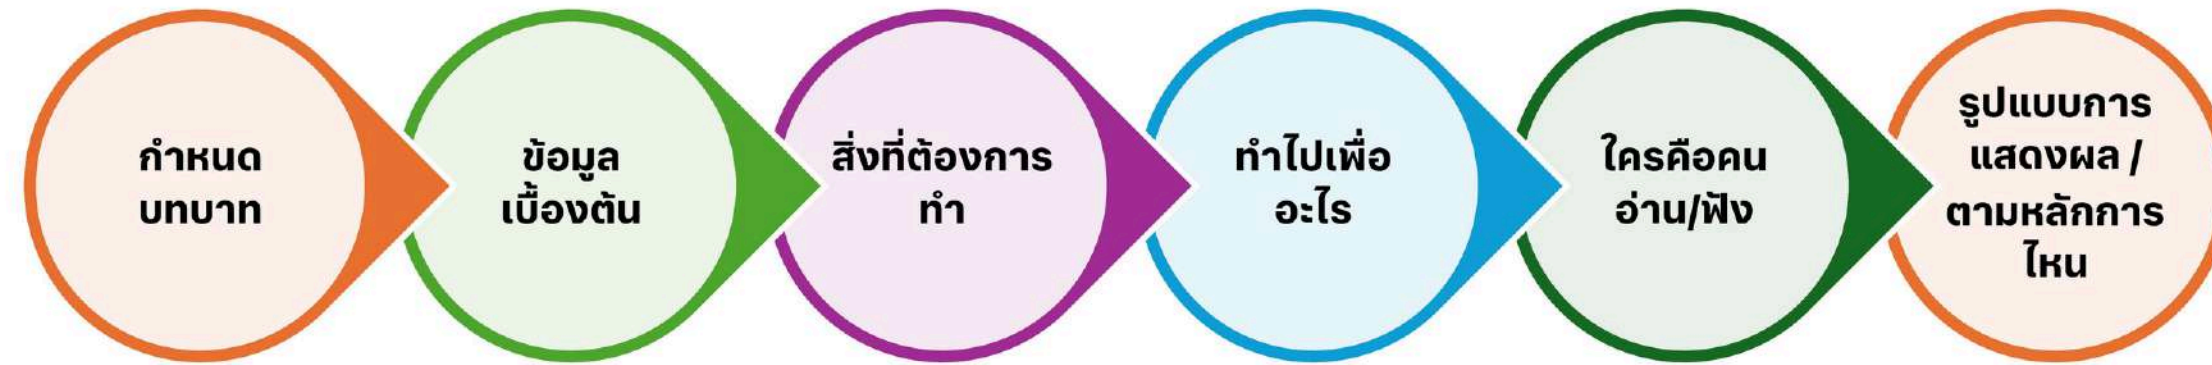 กำหนด
บทบาท
ข้อมูล
เบื้องต้น
สิ่งที่ต้องการ
ทำ
ทำไปเพื่อ
อะไร
ใครคือคน
อ่าน/ฟัง
รูปแบบการ
แสดงผล /
ตามหลักการ
ไหน